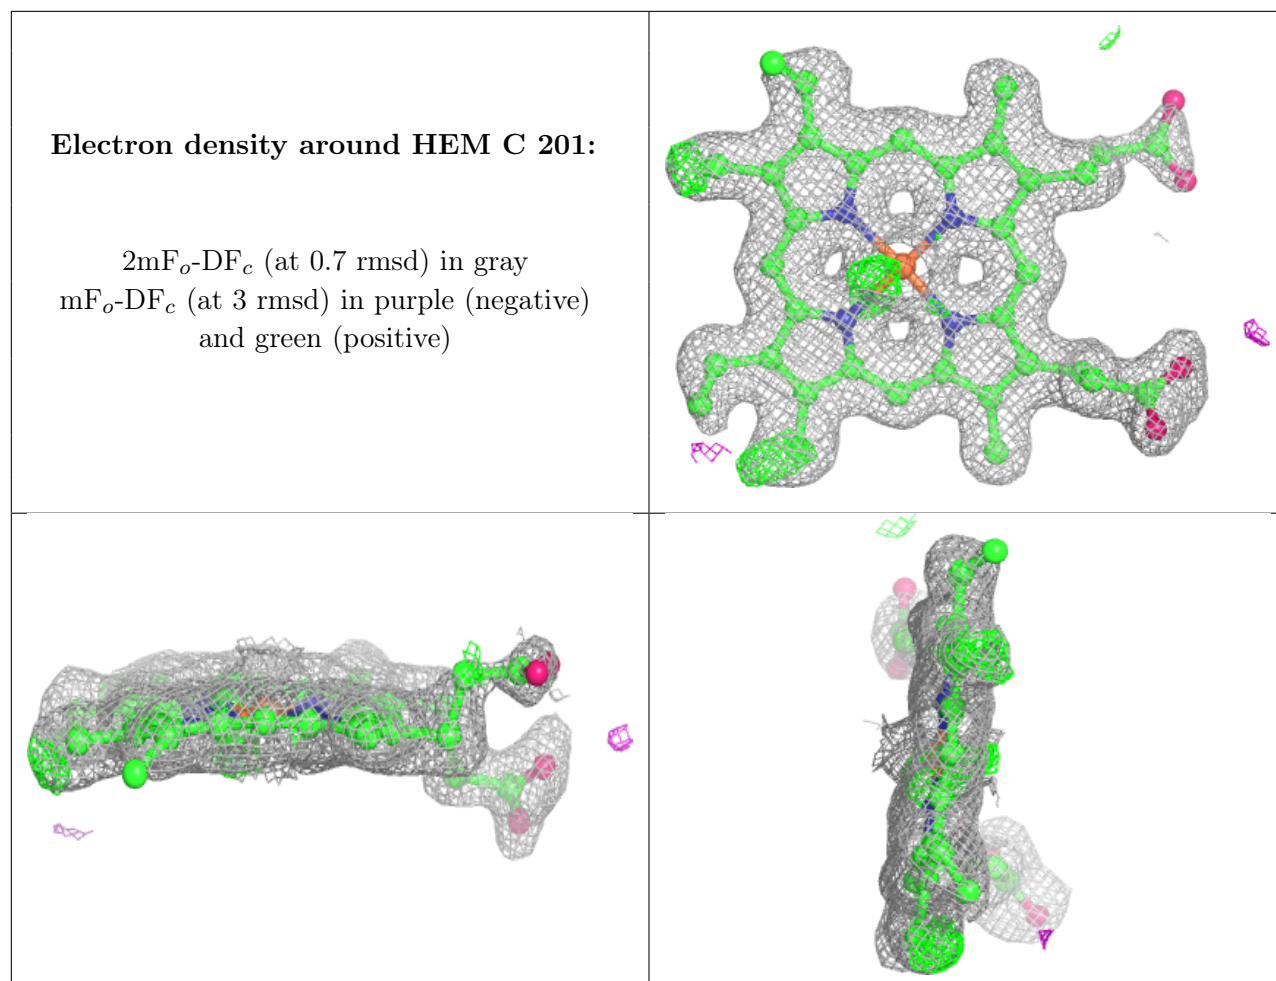 Electron density around HEM C 201:
2mFo-DFc (at 0.7 rmsd) in gray
mFo-DFc (at 3 rmsd) in purple (negative)
and green (positive)